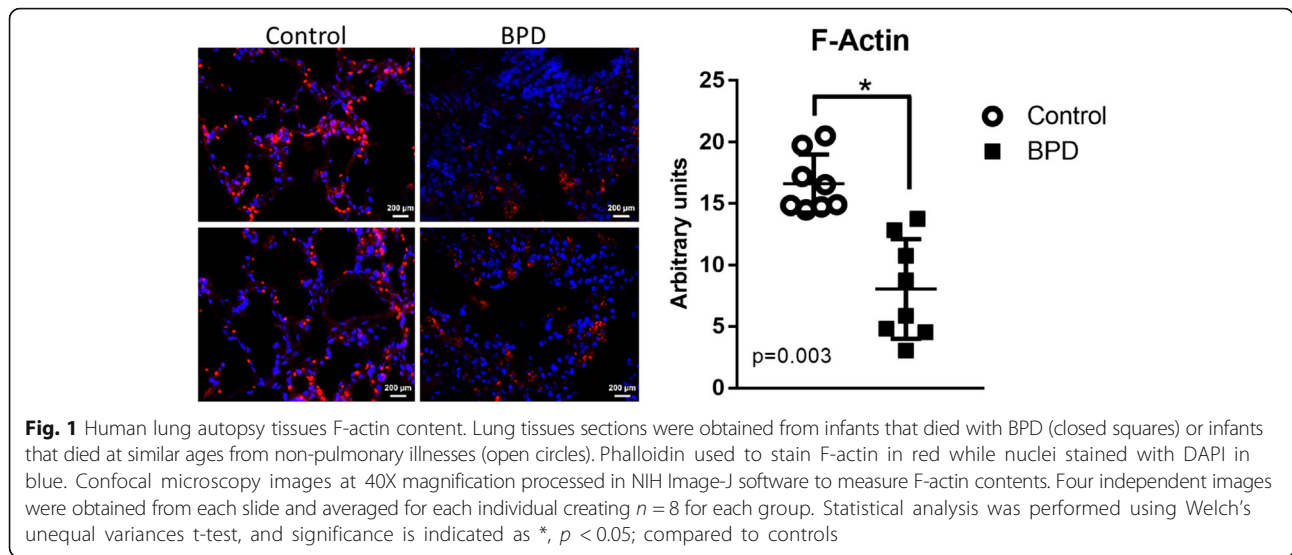 Control
BPD
200 μm
200 μm
200 μm
200 μm
F-Actin
25
20
15
10
5
0
Arbitrary units
*
p=0.003
Control
BPD
Fig. 1 Human lung autopsy tissues F-actin content. Lung tissues sections were obtained from infants that died with BPD (closed squares) or infants
that died at similar ages from non-pulmonary illnesses (open circles). Phalloidin used to stain F-actin in red while nuclei stained with DAPI in
blue. Confocal microscopy images at 40X magnification processed in NIH Image-J software to measure F-actin contents. Four independent images
were obtained from each slide and averaged for each individual creating n = 8 for each group. Statistical analysis was performed using Welch's
unequal variances t-test, and significance is indicated as *, p < 0.05; compared to controls